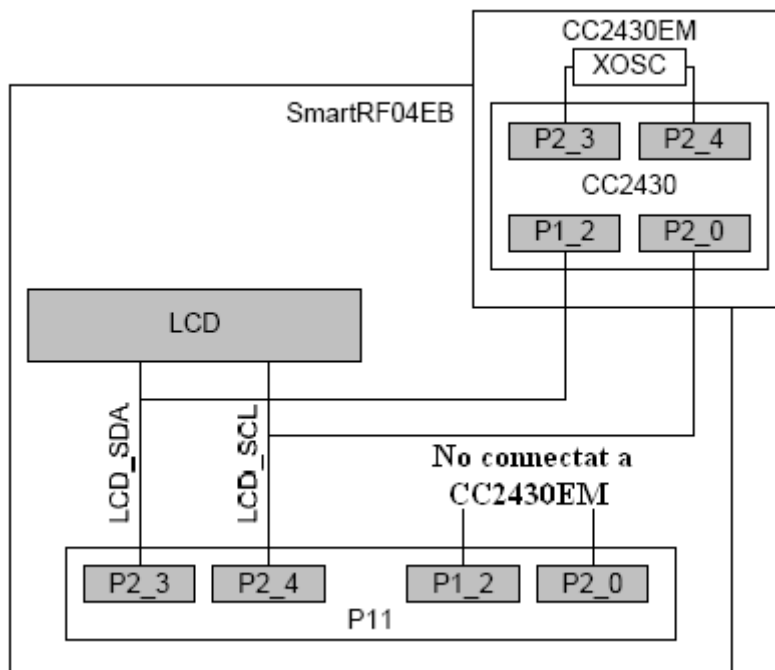 CC2430EM
XOSC
SmartRF04EB
P2_3
P2_4
CC2430
P1_2
P2_0
LCD
LCD_SDA
LCD_SCL
No connectat a
CC2430EM
P2_3
P2_4
P1_2
P2_0
P11